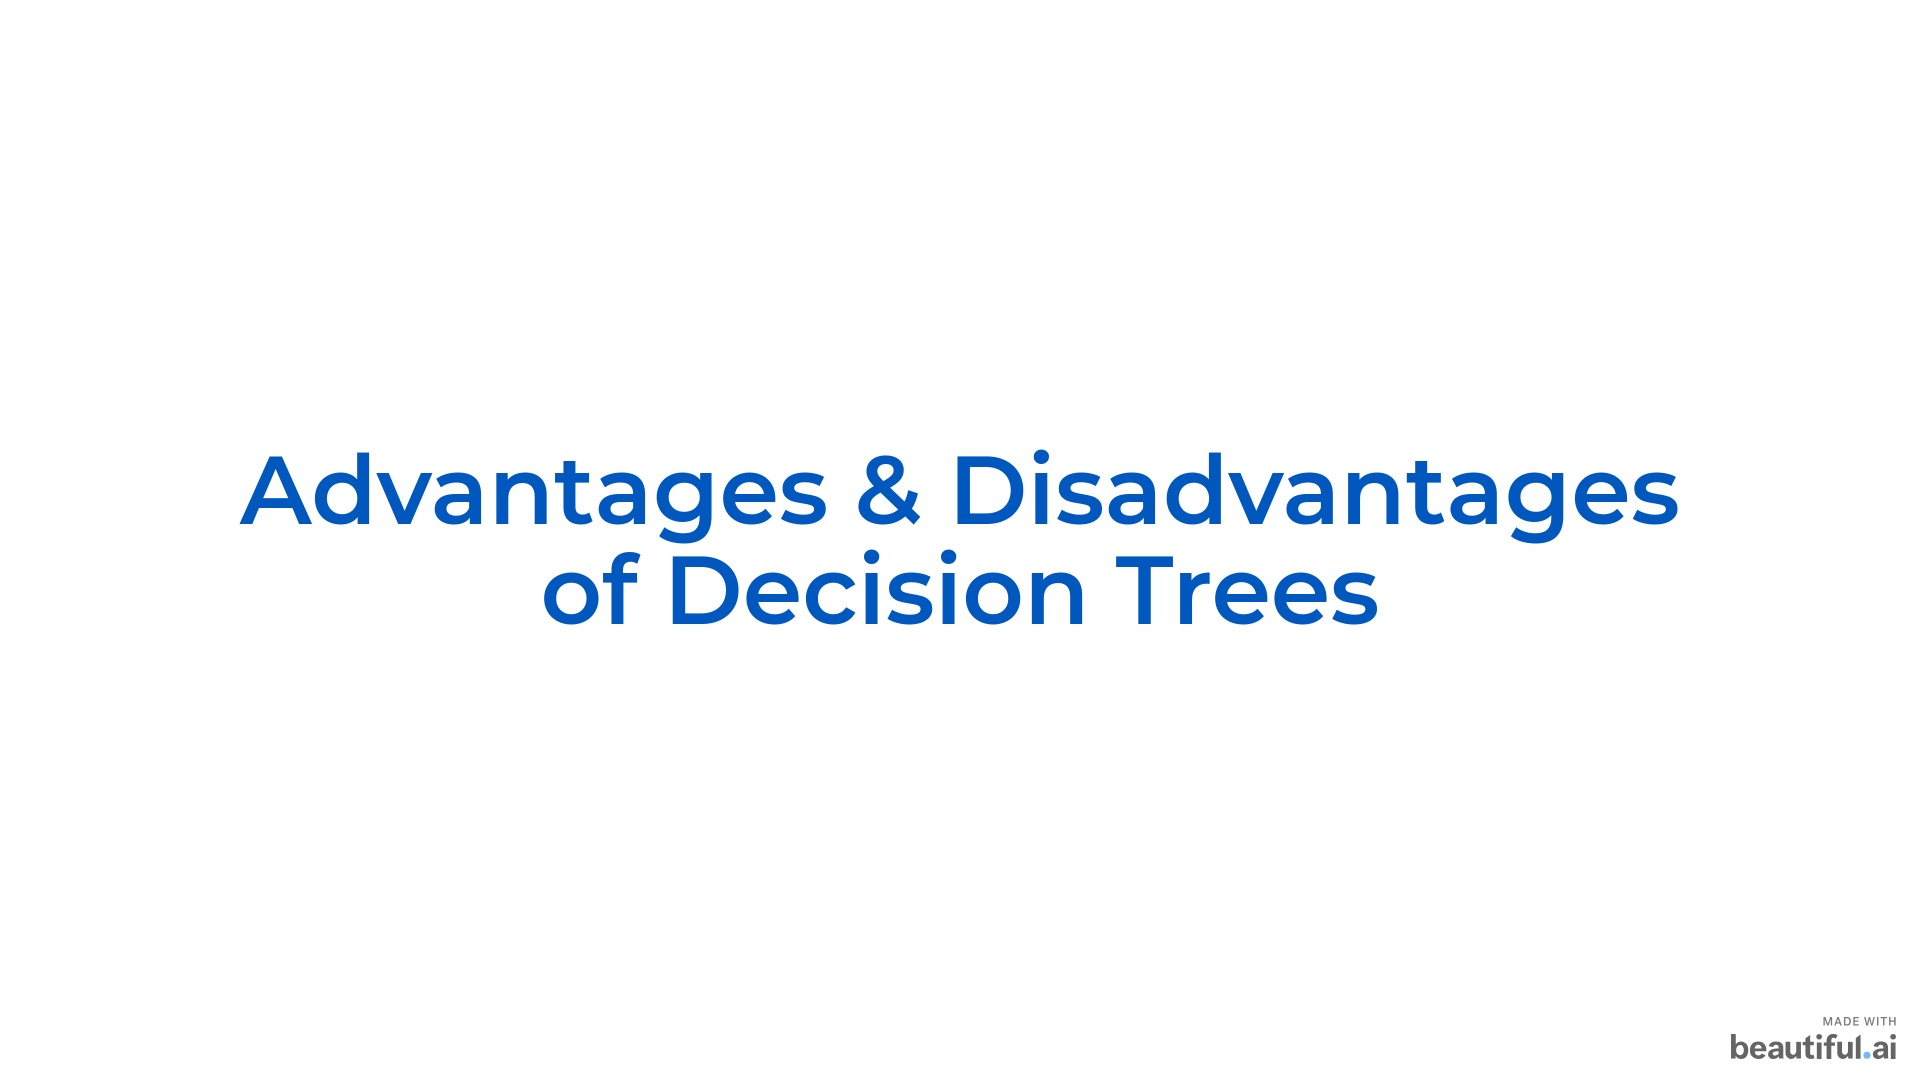 Advantages & Disadvantages
of Decision Trees
MADE WITH
beautiful.ai